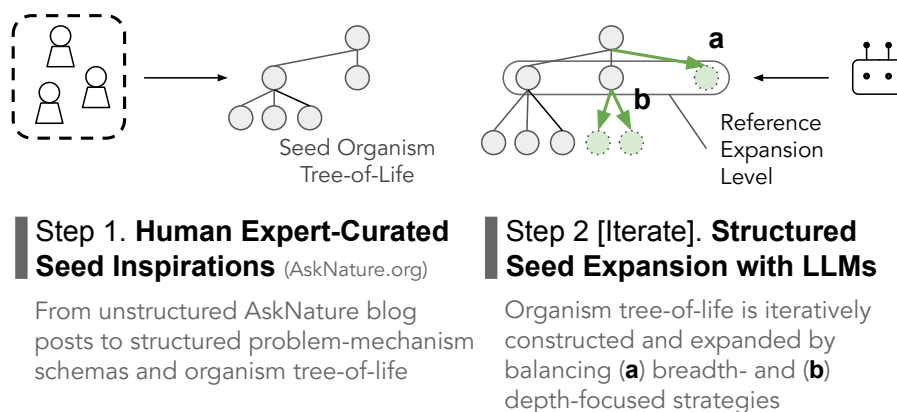 a
b
Seed Organism
Tree-of-Life
Reference
Expansion
Level
Step 1. Human Expert-Curated
Seed Inspirations (AskNature.org)
From unstructured AskNature blog
posts to structured problem-mechanism
schemas and organism tree-of-life
Step 2 [Iterate]. Structured
Seed Expansion with LLMs
Organism tree-of-life is iteratively
constructed and expanded by
balancing (a) breadth- and (b)
depth-focused strategies